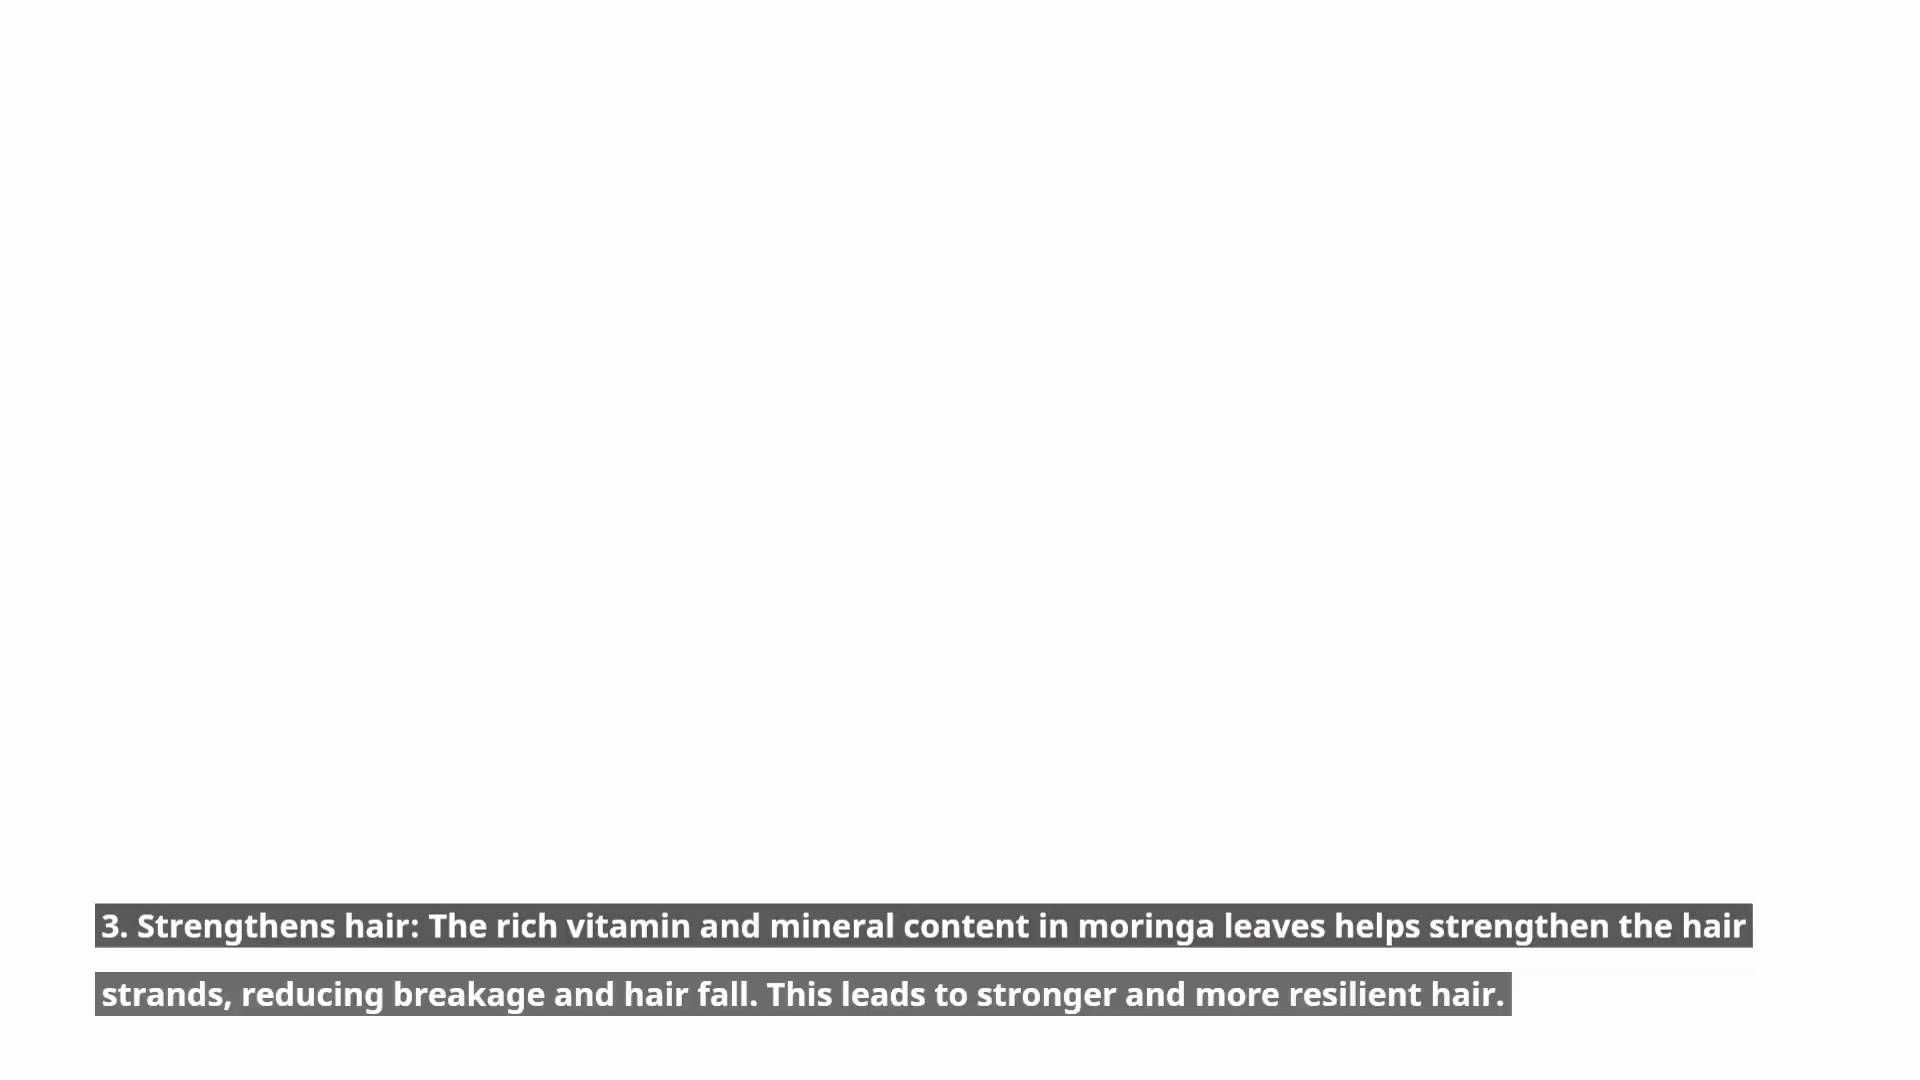 3. Strengthens hair: The rich vitamin and mineral content in moringa leaves helps strengthen the hair
strands, reducing breakage and hair fall. This leads to stronger and more resilient hair.